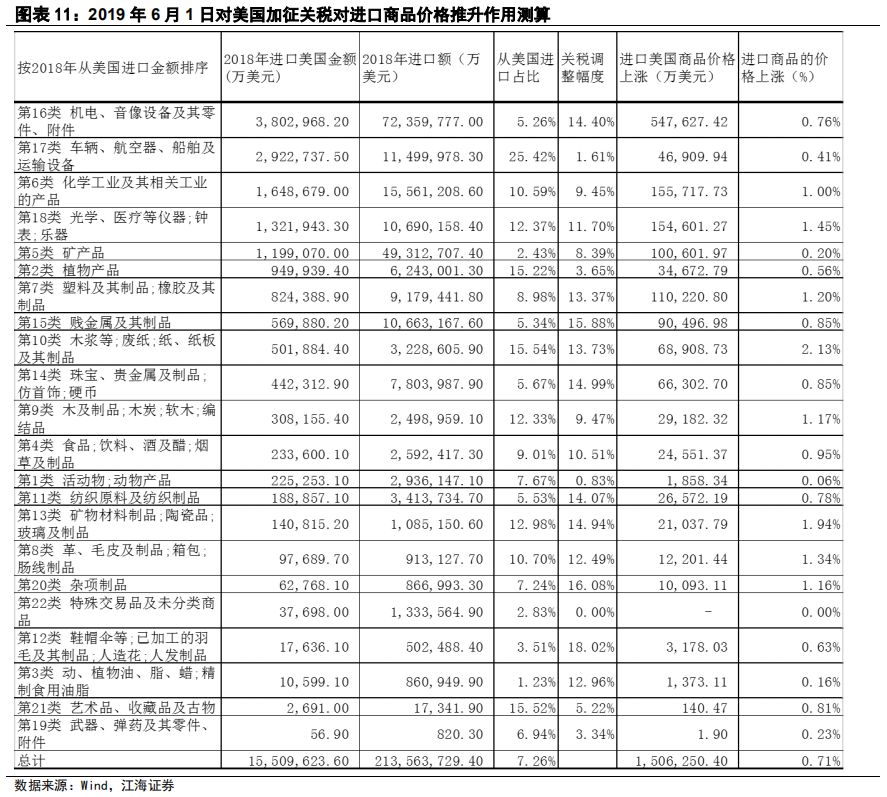 图表 11：2019 年 6 月 1 日对美国加征关税对进口商品价格推升作用测算
按2018年从美国进口金额排序 2018年进口美国金额(万美元) 2018年进口额（万美元） 从美国进口占比 关税调整幅度 进口美国商品价格上涨（万美元） 进口商品的价格上涨（%）
第16类 机电、音像设备及其零件、附件 3,802,968.20 72,359,777.00 5.26% 14.40% 547,627.42 0.76%
第17类 车辆、航空器、船舶及运输设备 2,922,737.50 11,499,978.30 25.42% 1.61% 46,909.94 0.41%
第6类 化学工业及其相关工业的产品 1,648,679.00 15,561,208.60 10.59% 9.45% 155,717.73 1.00%
第18类 光学、医疗等仪器;钟表;乐器 1,321,943.30 10,690,158.40 12.37% 11.70% 154,601.27 1.45%
第5类 矿产品 1,199,070.00 49,312,707.40 2.43% 8.39% 100,601.97 0.20%
第2类 植物产品 949,939.40 6,243,001.30 15.22% 3.65% 34,672.79 0.56%
第7类 塑料及其制品;橡胶及其制品 824,388.90 9,179,441.80 8.98% 13.37% 110,220.80 1.20%
第15类 贱金属及其制品 569,880.20 10,663,167.60 5.34% 15.88% 90,496.98 0.85%
第10类 木浆等;废纸;纸、纸板及其制品 501,884.40 3,228,605.90 15.54% 13.73% 68,908.73 2.13%
第14类 珠宝、贵金属及制品;仿首饰;硬币 442,312.90 7,803,987.90 5.67% 14.99% 66,302.70 0.85%
第9类 木及制品;木炭;软木;编结品 308,155.40 2,498,959.10 12.33% 9.47% 29,182.32 1.17%
第4类 食品;饮料、酒及醋;烟草及制品 233,600.10 2,592,417.30 9.01% 10.51% 24,551.37 0.95%
第1类 活动物;动物产品 225,253.10 2,936,147.10 7.67% 0.83% 1,858.34 0.06%
第11类 纺织原料及纺织制品 188,857.10 3,413,734.70 5.53% 14.07% 26,572.19 0.78%
第13类 矿物材料制品;陶瓷品;玻璃及制品 140,815.20 1,085,150.60 12.98% 14.94% 21,037.79 1.94%
第8类 革、毛皮及制品;箱包;肠线制品 97,689.70 913,127.70 10.70% 12.49% 12,201.44 1.34%
第20类 杂项制品 62,768.10 866,993.30 7.24% 16.08% 10,093.11 1.16%
第22类 特殊交易品及未分类商品 37,698.00 1,333,564.90 2.83% 0.00% - 0.00%
第12类 鞋帽伞等;已加工的羽毛及其制品;人造花;人发制品 17,636.10 502,488.40 3.51% 18.02% 3,178.03 0.63%
第3类 动、植物油、脂、蜡;精制食用油脂 10,599.10 860,949.90 1.23% 12.96% 1,373.11 0.16%
第21类 艺术品、收藏品及古物 2,691.00 17,341.90 15.52% 5.22% 140.47 0.81%
第19类 武器、弹药及其零件、附件 56.90 820.30 6.94% 3.34% 1.90 0.23%
总计 15,509,623.60 213,563,729.40 7.26% 1,506,250.40 0.71%
数据来源：Wind，江海证券